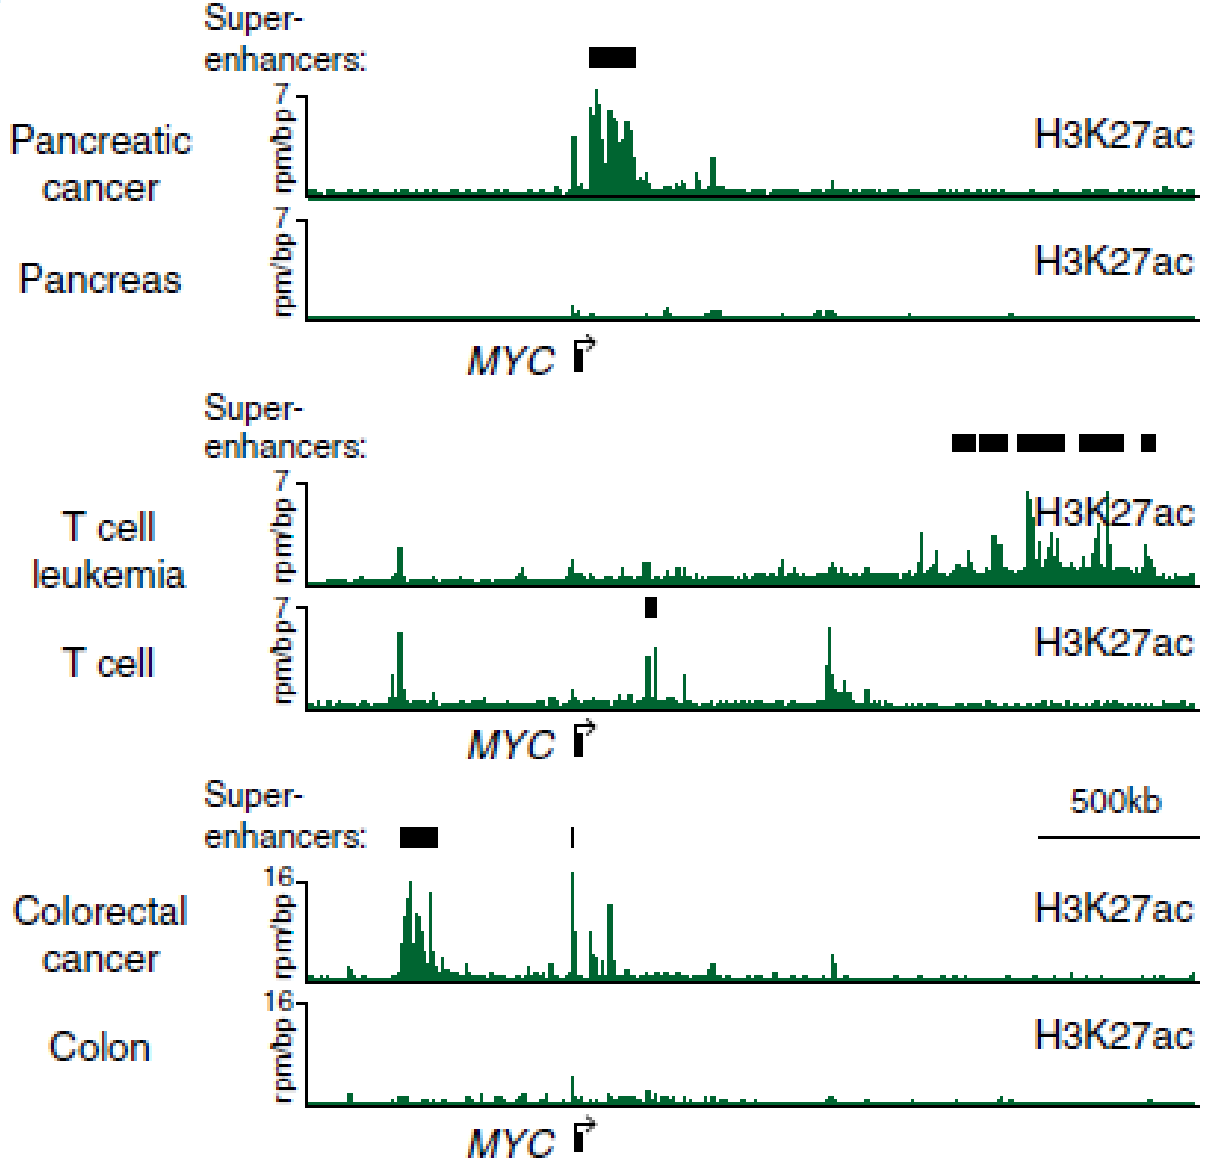 Super-
enhancers:
7
rpm/bp
Pancreatic
cancer
H3K27ac
7
rpm/bp
Pancreas
H3K27ac
MYC
Super-
enhancers:
7
rpm/bp
T cell
leukemia
H3K27ac
7
rpm/bp
T cell
H3K27ac
MYC
Super-
enhancers:
500kb
16
rpm/bp
Colorectal
cancer
H3K27ac
16
rpm/bp
Colon
H3K27ac
MYC